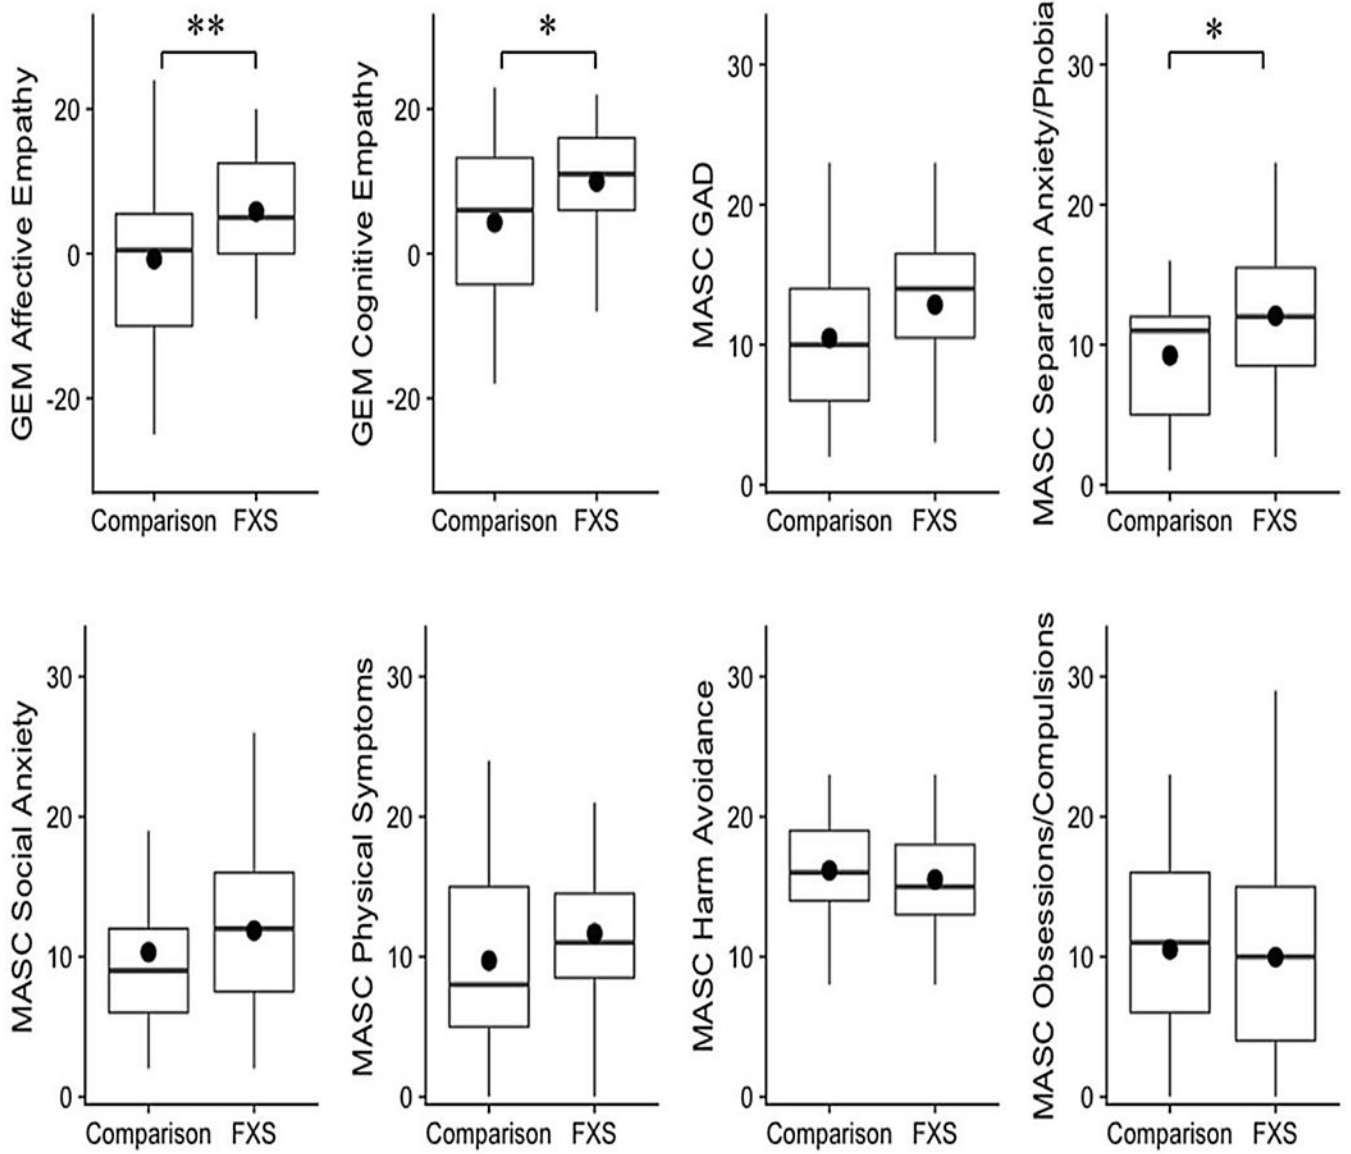 **
GEM Affective Empathy
20
0
-20
Comparison FXS
*
GEM Cognitive Empathy
20
0
-20
Comparison FXS
MASC GAD
30
20
10
0
Comparison FXS
*
MASC Separation Anxiety/Phobia
30
20
10
0
Comparison FXS
MASC Social Anxiety
30
20
10
0
Comparison FXS
MASC Physical Symptoms
30
20
10
0
Comparison FXS
MASC Harm Avoidance
30
20
10
0
Comparison FXS
MASC Obsessions/Compulsions
30
20
10
0
Comparison FXS